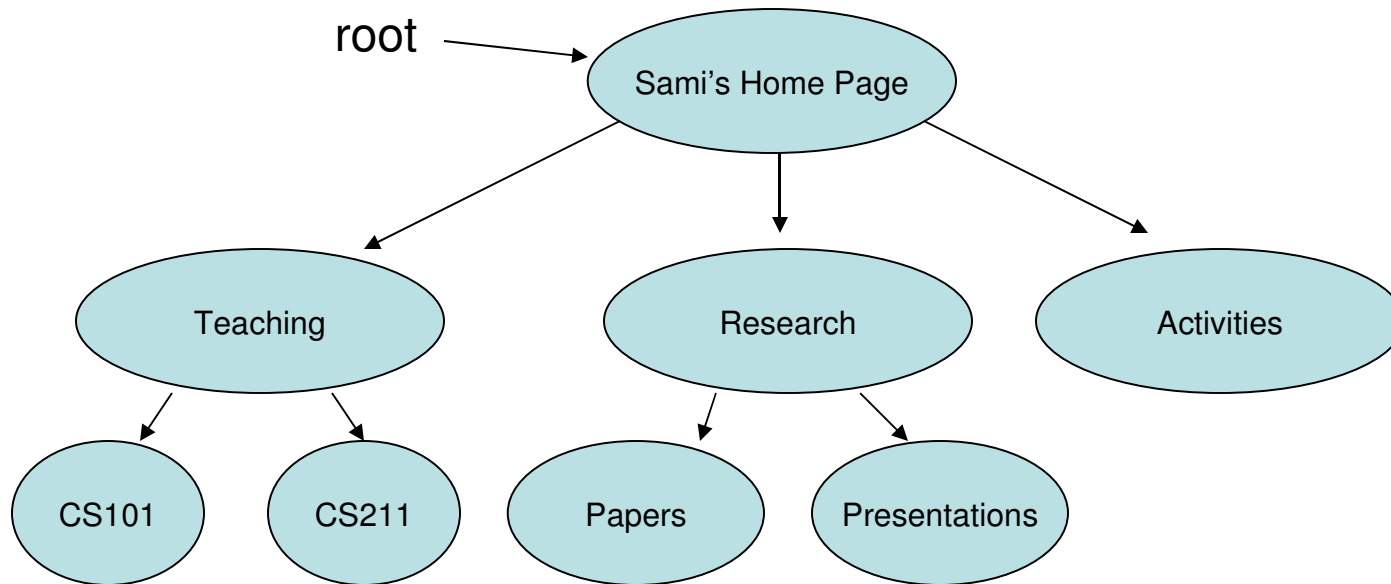 root
Sami’s Home Page
Teaching
Research
Activities
CS101
CS211
Papers
Presentations